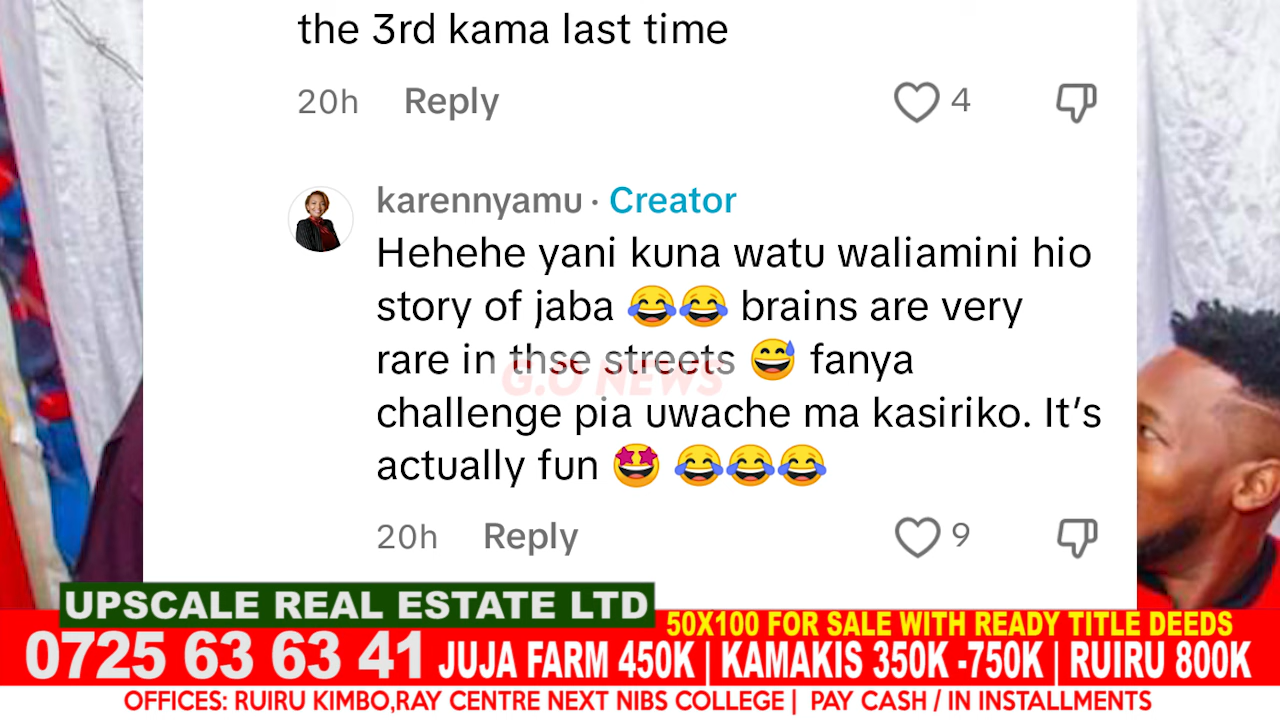 the 3rd kama last time
20h Reply 4
karennyamu · Creator
Hehehe yani kuna watu waliamini hio
story of jaba 😂😂 brains are very
rare in thse streets 😅 fanya
challenge pia uwache ma kasiriko. It’s
actually fun 🤩 😂😂😂
G.O NEWS
20h Reply 9
UPSCALE REAL ESTATE LTD
50X100 FOR SALE WITH READY TITLE DEEDS
0725 63 63 41 JUJA FARM 450K | KAMAKIS 350K -750K | RUIRU 800K
OFFICES: RUIRU KIMBO,RAY CENTRE NEXT NIBS COLLEGE | PAY CASH / IN INSTALLMENTS